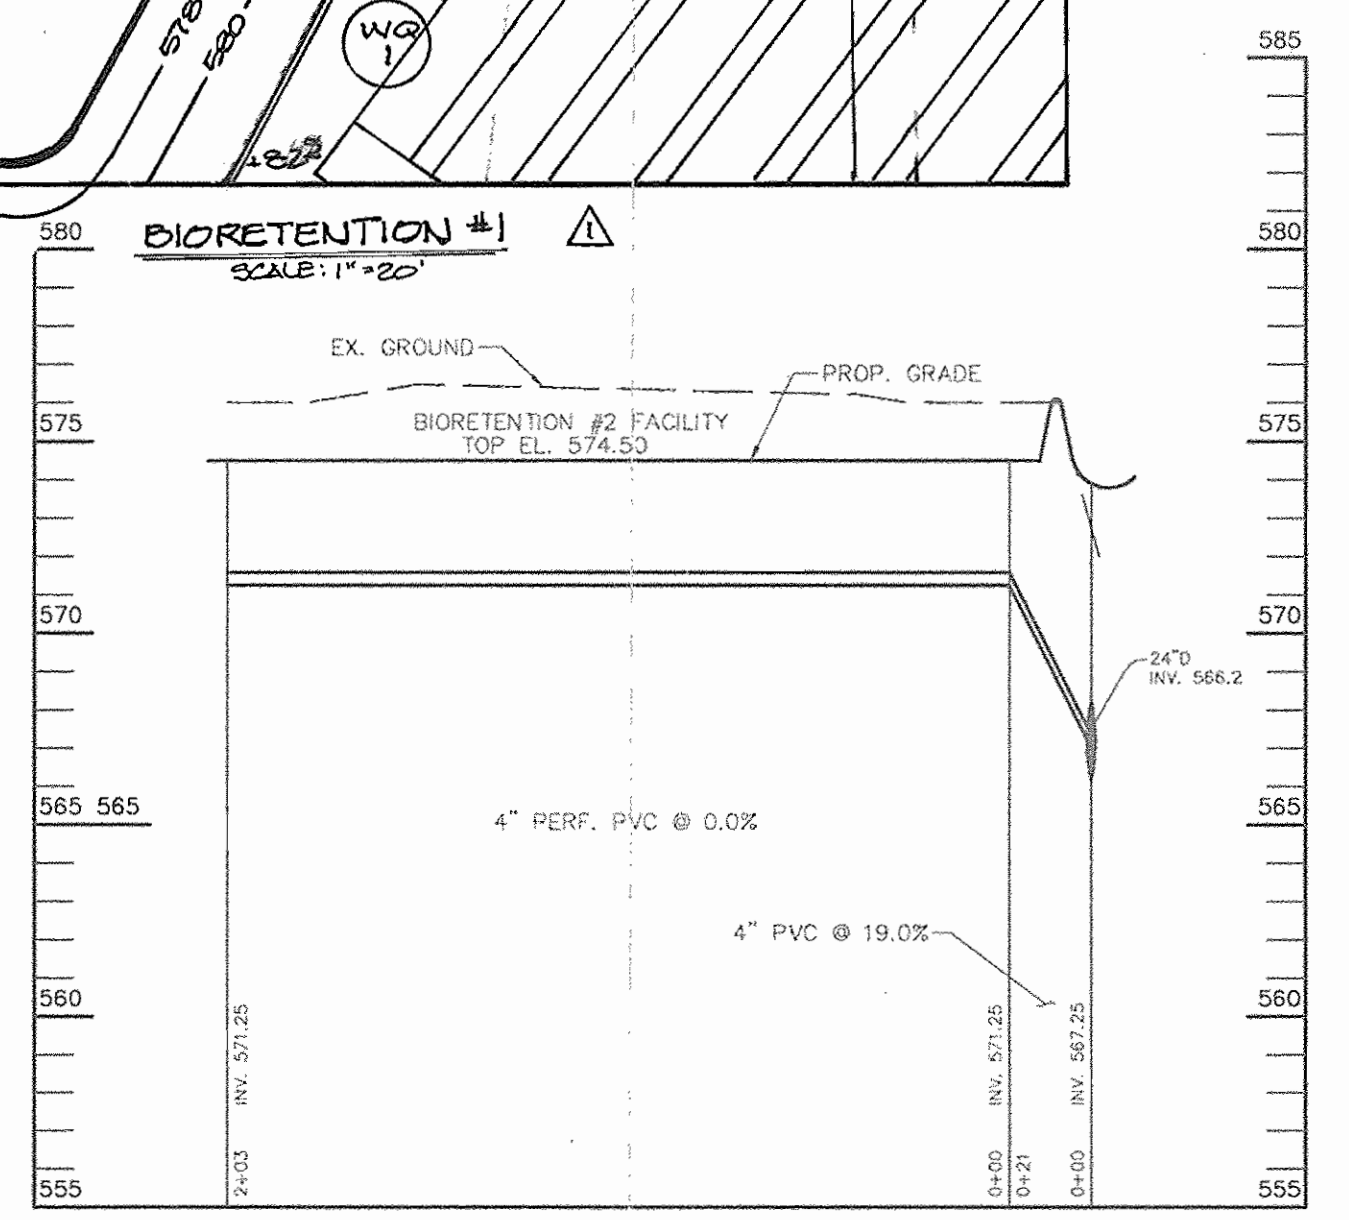 578
580
WQ
1
585
580
BIORETENTION #1
1
580
SCALE: 1"=20'
EX. GROUND
PROP. GRADE
575
BIORETENTION #2 FACILITY
575
TOP EL. 574.50
570
570
24"D
INV. 566.2
565 565
4" PERF. PVC @ 0.0%
565
4" PVC @ 19.0%
560
560
INV. 571.25
INV. 571.25
INV. 567.25
2+03
0+00
0+21
0+00
555
555